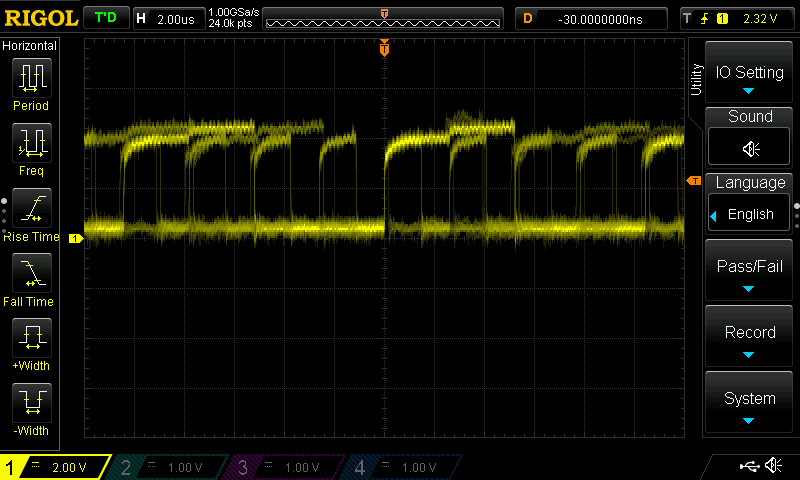 RIGOL T'D H 2.00us 1.00GSa/s 24.0k pts T D -30.0000000ns T 1 2.32 V
Horizontal
Period
Freq
Rise Time
Fall Time
+Width
-Width
T
T
1
Utility
IO Setting
Sound
Language
English
Pass/Fail
Record
System
1 2.00 V 2 1.00 V 3 1.00 V 4 1.00 V